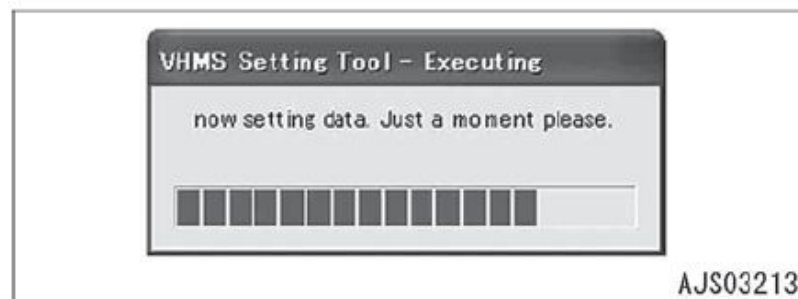 VHMS Setting Tool - Executing
now setting data. Just a moment please.
AJS03213